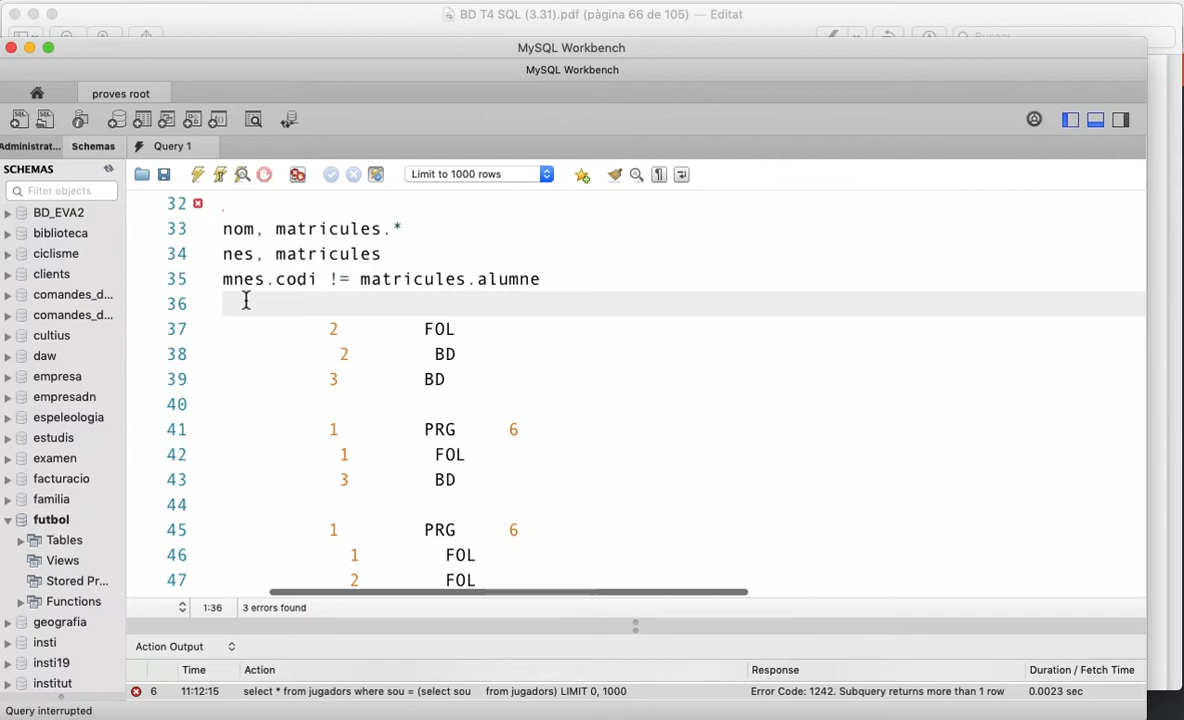 BD T4 SQL (3.31).pdf (pàgina 66 de 105) — Editat
MySQL Workbench
MySQL Workbench
proves root
Administrat... Schemas Query 1
SCHEMAS
Filter objects
Limit to 1000 rows
BD_EVA2
biblioteca
ciclisme
clients
comandes_d...
comandes_d...
cultius
daw
empresa
empresadn
espeleologia
estudis
examen
facturacio
familia
futbol
Tables
Views
Stored Pr...
Functions
geografia
insti
insti19
institut
32
33 nom, matricules.*
34 nes, matricules
35 mnes.codi != matricules.alumne
36
37 2 FOL
38 2 BD
39 3 BD
40
41 1 PRG 6
42 1 FOL
43 3 BD
44
45 1 PRG 6
46 1 FOL
47 2 FOL
1:36 3 errors found
Action Output
Time Action Response Duration / Fetch Time
6 11:12:15 select * from jugadors where sou = (select sou from jugadors) LIMIT 0, 1000 Error Code: 1242. Subquery returns more than 1 row 0.0023 sec
Query interrupted